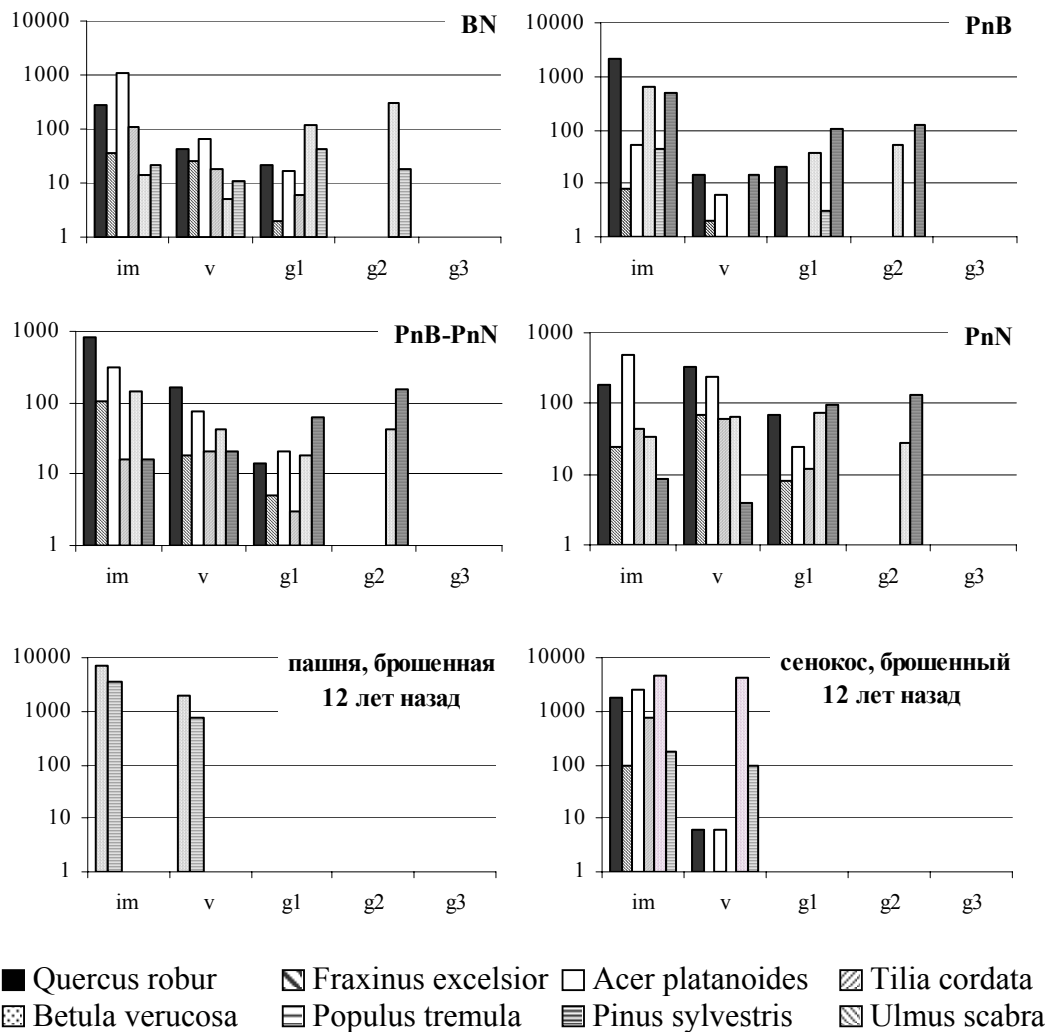 BN
10000
1000
100
10
1
im v g1 g2 g3
PnB
10000
1000
100
10
1
im v g1 g2 g3
PnB-PnN
1000
100
10
1
im v g1 g2 g3
PnN
1000
100
10
1
im v g1 g2 g3
пашня, брошенная
12 лет назад
10000
1000
100
10
1
im v g1 g2 g3
сенокос, брошенный
12 лет назад
10000
1000
100
10
1
im v g1 g2 g3
Quercus robur Fraxinus excelsior Acer platanoides Tilia cordata
Betula verucosa Populus tremula Pinus sylvestris Ulmus scabra